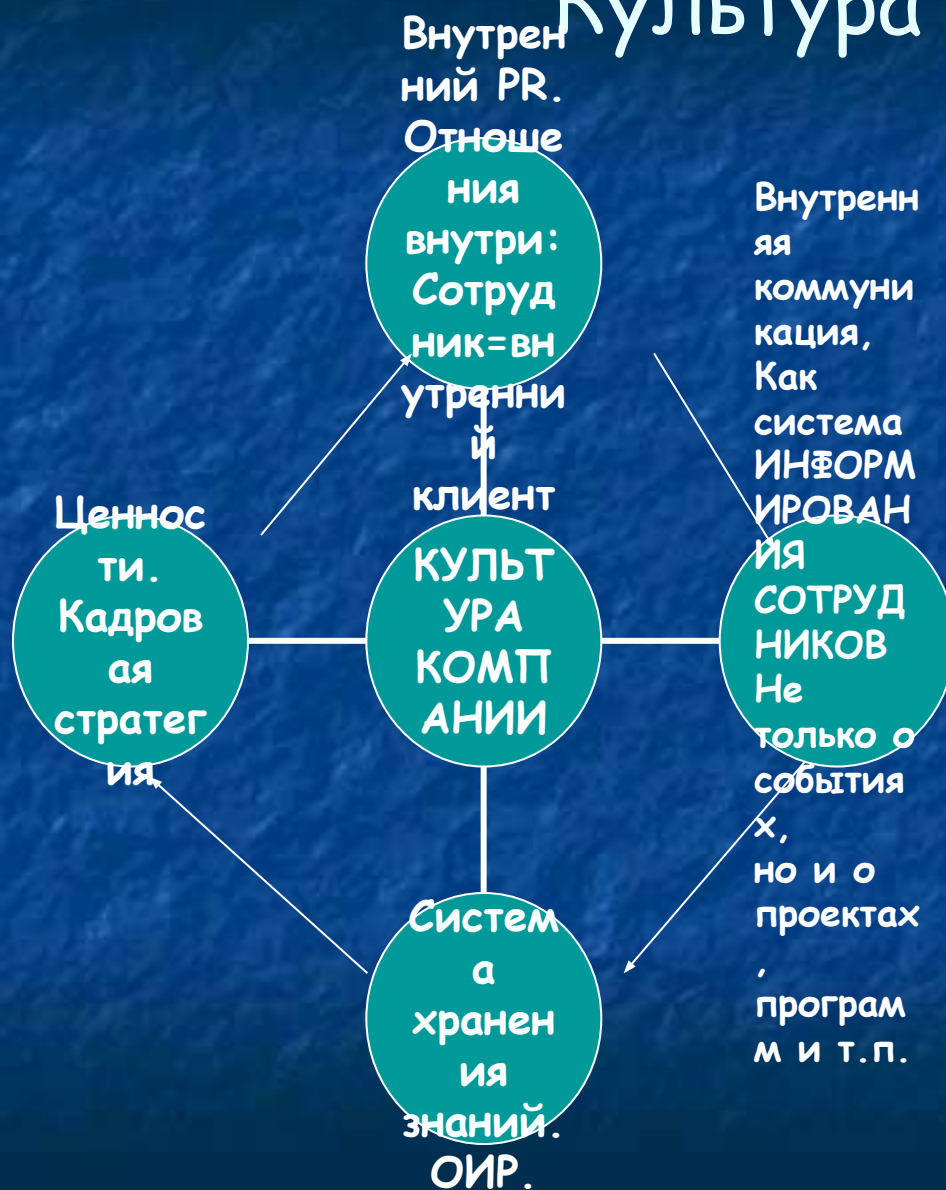 Культура
Внутрен
ний PR.
Отноше
ния
внутри:
Сотруд
ник=вн
утренни
й
клиент
Внутренн
яя
коммуни
кация,
Как
система
ИНФОРМ
ИРОВАН
ИЯ
СОТРУД
НИКОВ
Не
только о
события
х,
но и о
проектах
,
програм
м и т.п.
Ценнос
ти.
Кадров
ая
стратег
ия
КУЛЬТ
УРА
КОМП
АНИИ
Систем
а
хранен
ия
знаний.
ОИР.